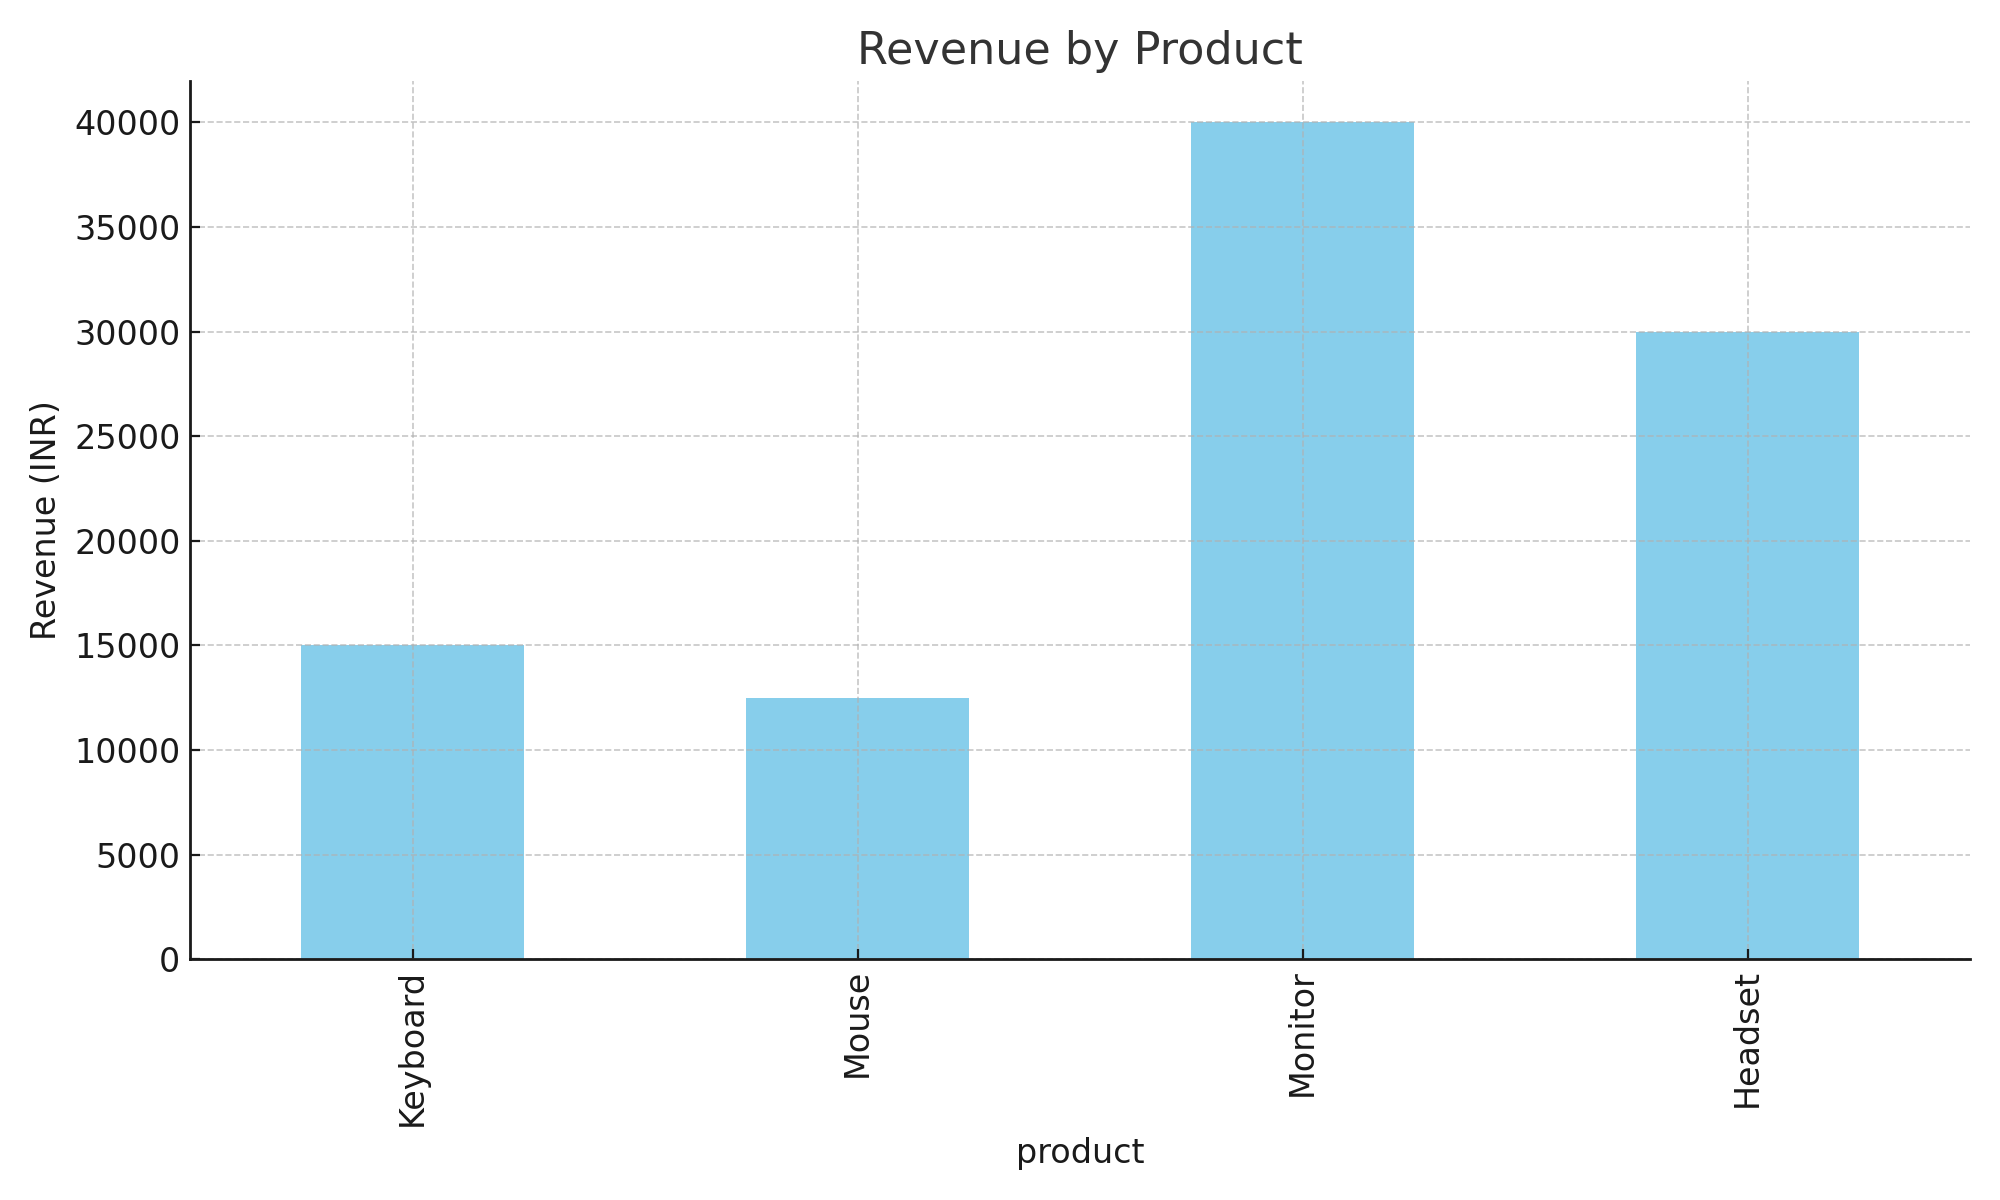 Revenue by Product
Revenue (INR)
40000
35000
30000
25000
20000
15000
10000
5000
0
Keyboard
Mouse
Monitor
Headset
product